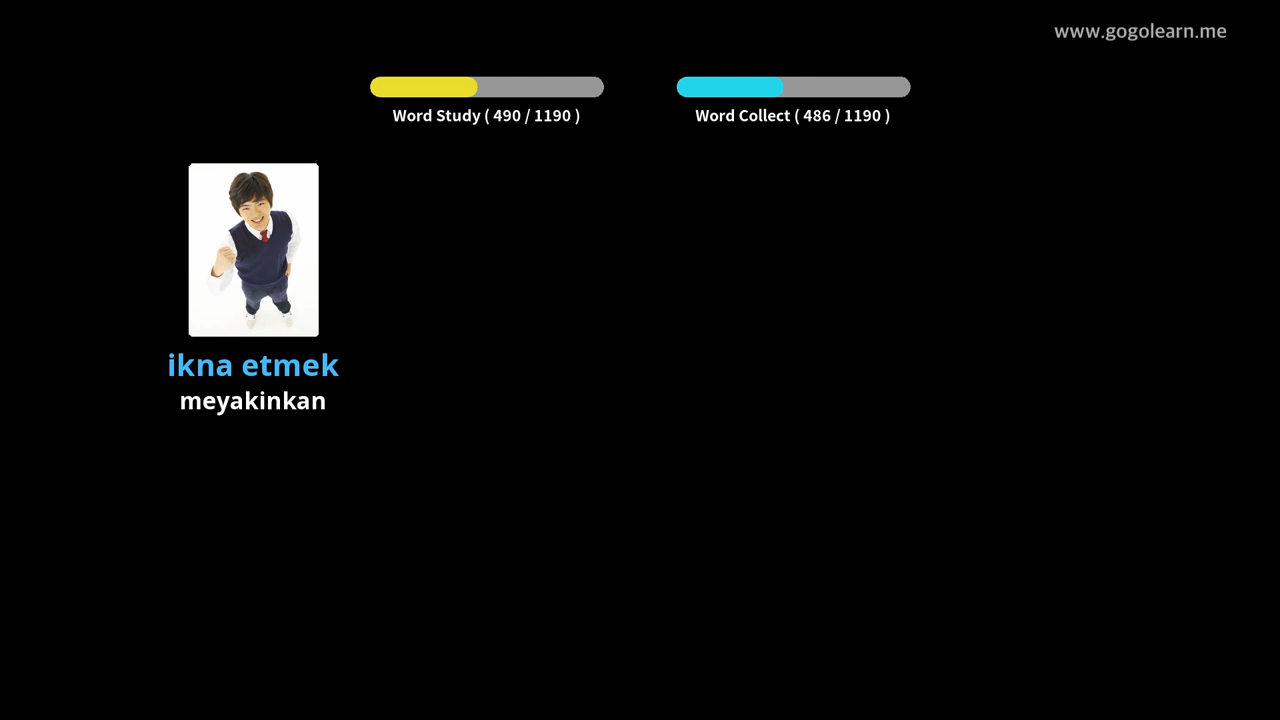 www.gogolearn.me
Word Study ( 490 / 1190 )
Word Collect ( 486 / 1190 )
ikna etmek
meyakinkan